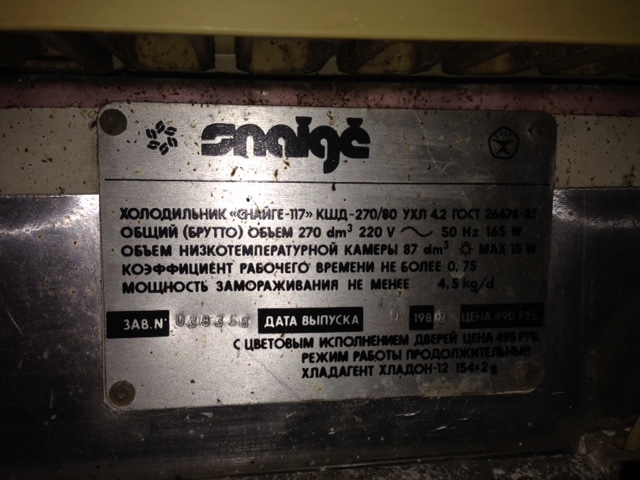 snaigė
ХОЛОДИЛЬНИК «СНАЙГЕ-117» КШД-270/80 УХЛ 4.2 ГОСТ 26678-85
ОБЩИЙ (БРУТТО) ОБЪЕМ 270 dm³ 220 V ~ 50 Hz 165 W
ОБЪЕМ НИЗКОТЕМПЕРАТУРНОЙ КАМЕРЫ 87 dm³ MAX 15 W
КОЭФФИЦИЕНТ РАБОЧЕГО ВРЕМЕНИ НЕ БОЛЕЕ 0,75
МОЩНОСТЬ ЗАМОРАЖИВАНИЯ НЕ МЕНЕЕ 4,5 kg/d
ЗАВ.N° ДАТА ВЫПУСКА ЦЕНА 490 РУБ.
С ЦВЕТОВЫМ ИСПОЛНЕНИЕМ ДВЕРЕЙ ЦЕНА 495 РУБ.
РЕЖИМ РАБОТЫ ПРОДОЛЖИТЕЛЬНЫЙ
ХЛАДАГЕНТ ХЛАДОН-12 154±2g